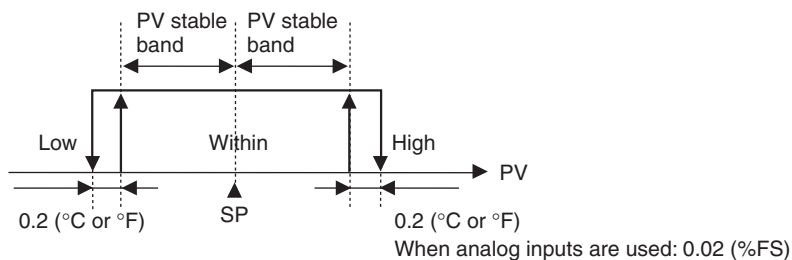 PV stable
band
PV stable
band
Low
Within
High
PV
0.2 (°C or °F)
SP
0.2 (°C or °F)
When analog inputs are used: 0.02 (%FS)